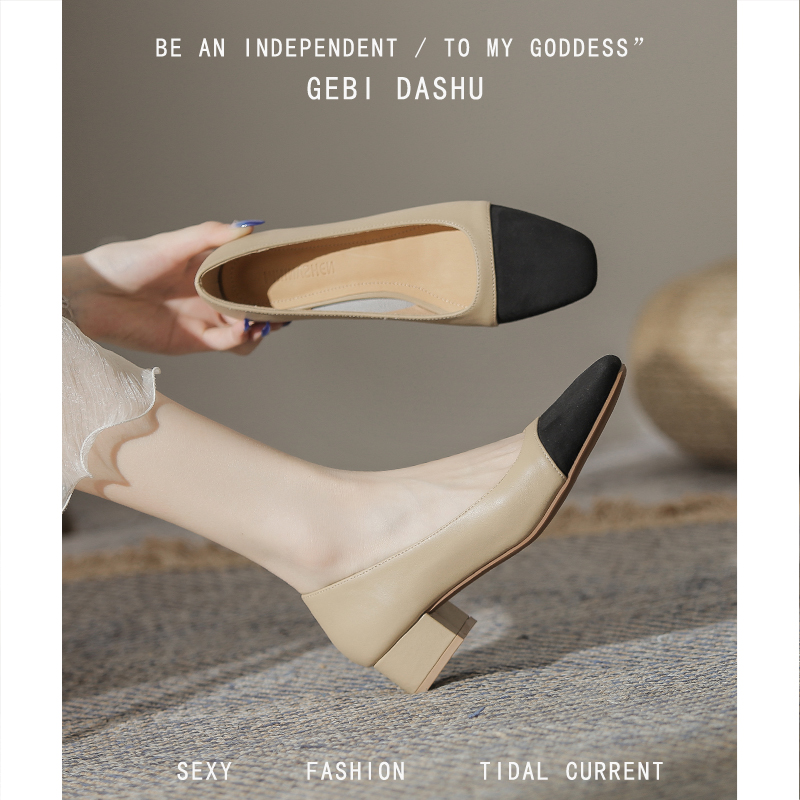 BE AN INDEPENDENT / TO MY GODDESS”
GEBI DASHU
SEXY FASHION TIDAL CURRENT